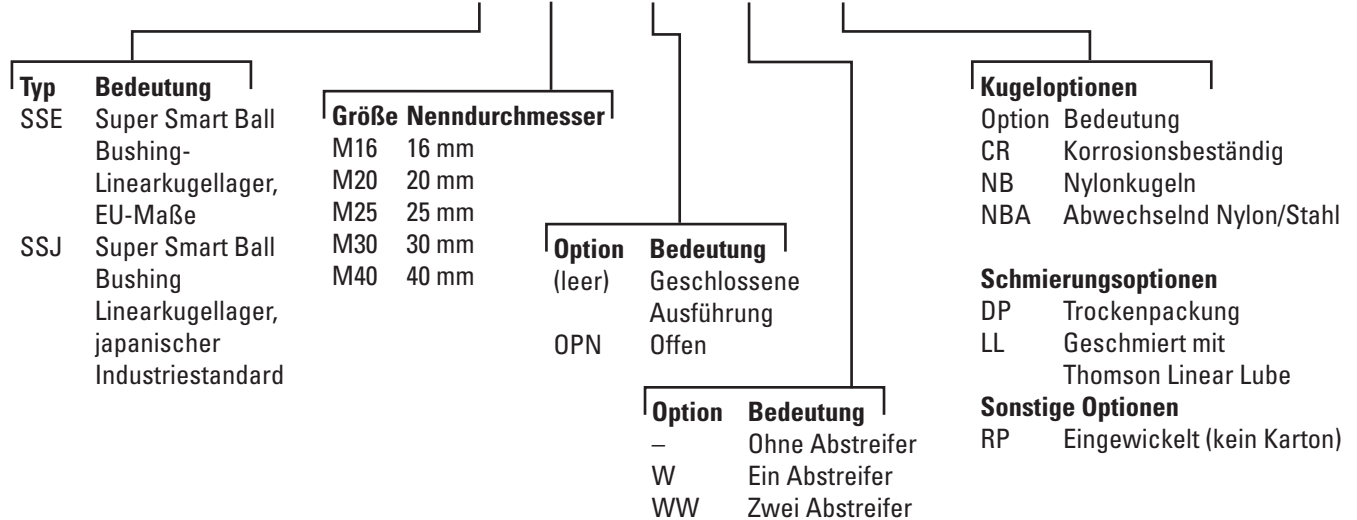 Typ Bedeutung
SSE Super Smart Ball
Bushing-
Linearkugellager,
EU-Maße
SSJ Super Smart Ball
Bushing
Linearkugellager,
japanischer
Industriestandard
Größe Nenndurchmesser
M16 16 mm
M20 20 mm
M25 25 mm
M30 30 mm
M40 40 mm
Option Bedeutung
(leer) Geschlossene
Ausführung
OPN Offen
Option Bedeutung
– Ohne Abstreifer
W Ein Abstreifer
WW Zwei Abstreifer
Kugeloptionen
Option Bedeutung
CR Korrosionsbeständig
NB Nylonkugeln
NBA Abwechselnd Nylon/Stahl
Schmierungsoptionen
DP Trockenpackung
LL Geschmiert mit
Thomson Linear Lube
Sonstige Optionen
RP Eingewickelt (kein Karton)